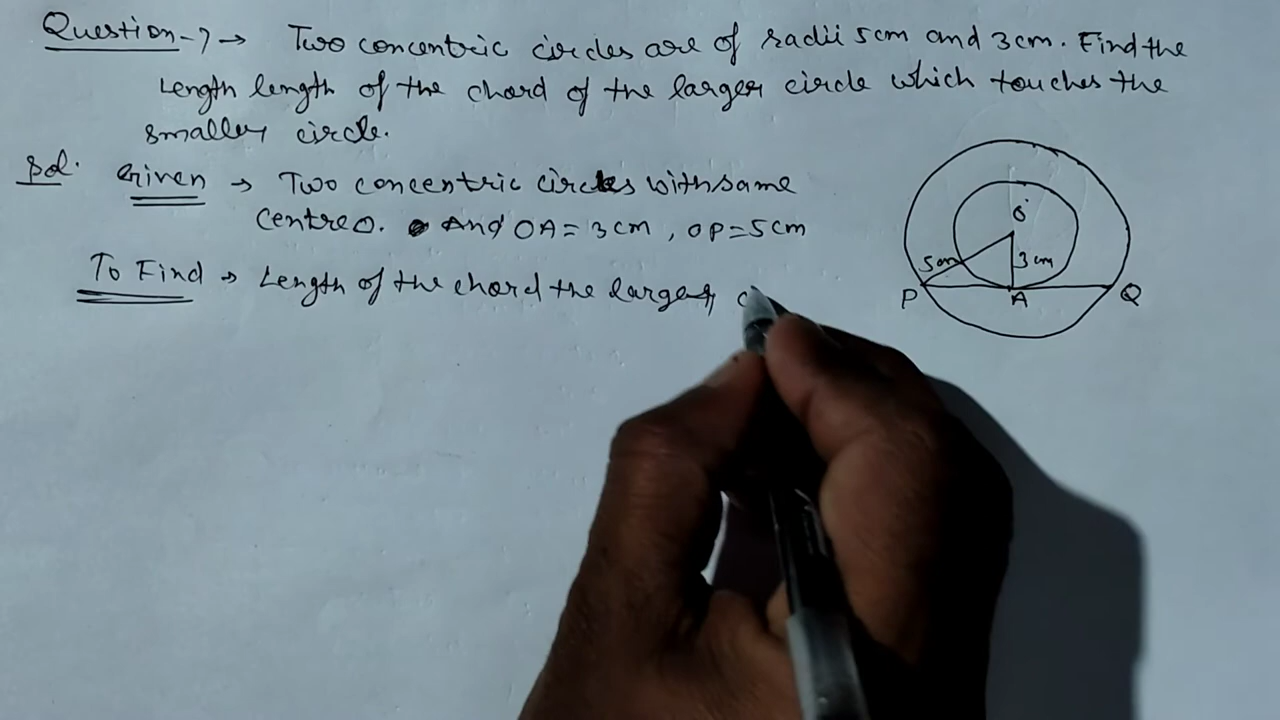 Question-7 → Two concentric circles are of radii 5cm and 3cm. Find the
length length of the chord of the larger circle which touches the
smaller circle.
Sol. Given → Two concentric circles with same
centre O. And OA = 3cm, OP = 5cm
To Find → Length of the chord the larger c
O
5cm
3cm
P
A
Q